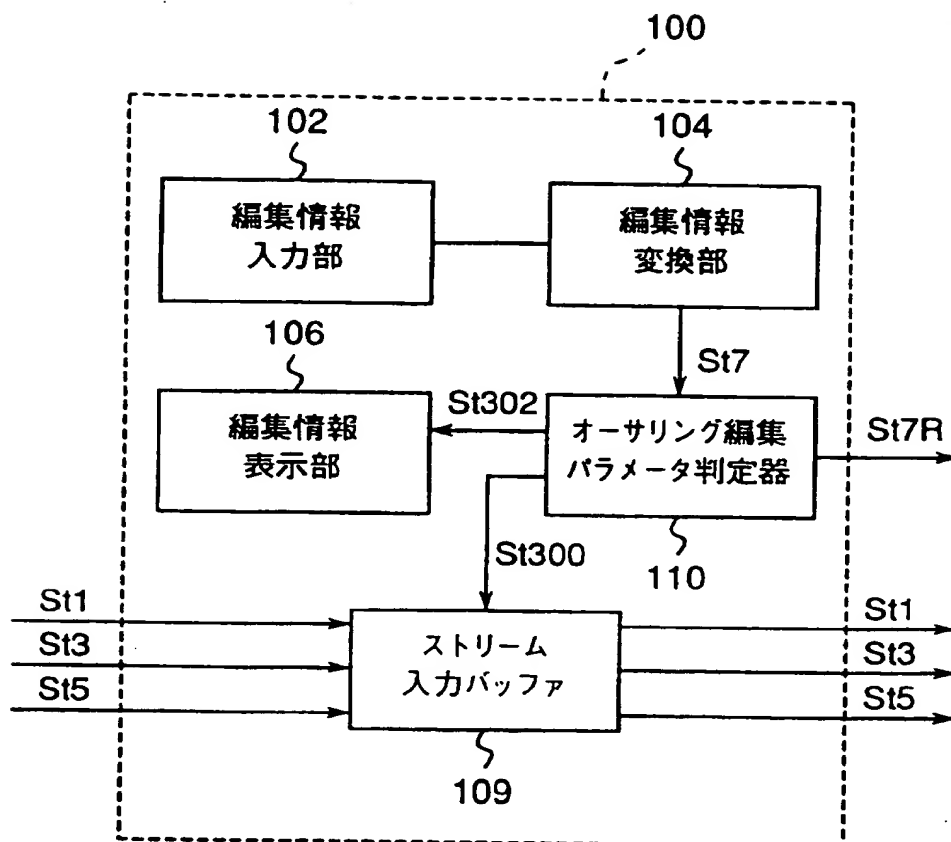 100
102
104
編集情報
入力部
編集情報
変換部
106
St7
編集情報
表示部
St302
オーサリング編集
パラメータ判定器
St7R
St300
110
St1
St3
St5
ストリーム
入力バッファ
St1
St3
St5
109